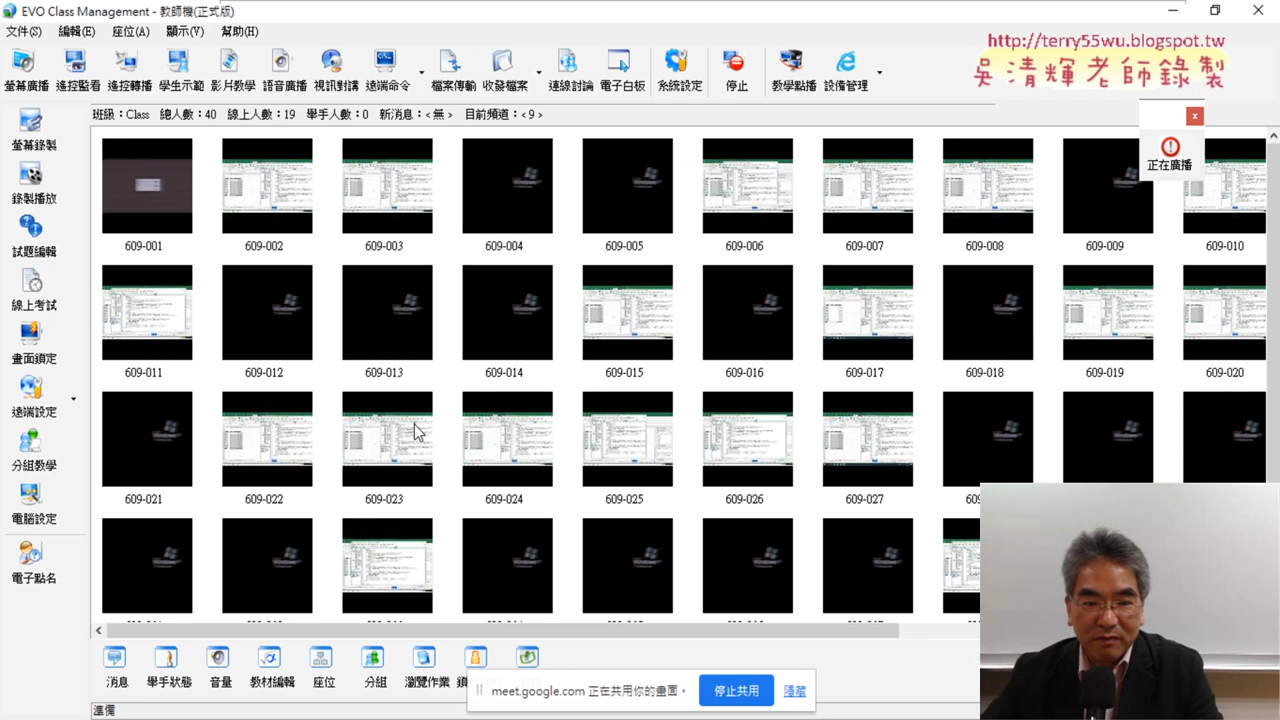 EVO Class Management - 教師機(正式版)
文件(S) 編輯(E) 座位(A) 顯示(V) 幫助(H)
http://terry55wu.blogspot.tw
吳清輝老師錄製
螢幕廣播 遙控監看 遙控轉播 學生示範 影片教學 語音廣播 視訊對講 遠端命令 檔案傳輸 收發檔案 連線討論 電子白板 系統設定 停止 教學點播 設備管理
班級：Class 總人數：40 線上人數：19 舉手人數：0 新消息：<無> 目前頻道：<9>
正在廣播
螢幕錄製
錄製播放
試題編輯
線上考試
畫面鎖定
遠端設定
分組教學
電腦設定
電子點名
609-001 609-002 609-003 609-004 609-005 609-006 609-007 609-008 609-009 609-010
609-011 609-012 609-013 609-014 609-015 609-016 609-017 609-018 609-019 609-020
609-021 609-022 609-023 609-024 609-025 609-026 609-027
消息 舉手狀態 音量 教材編輯 座位 分組 瀏覽作業
meet.google.com 正在共用你的畫面。 停止共用 隱藏
準備